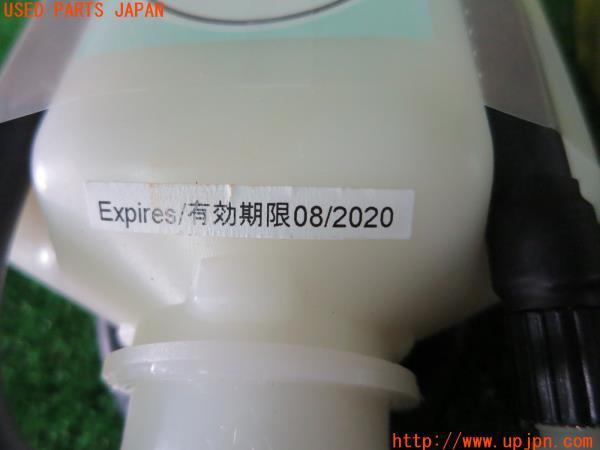 USED PARTS JAPAN
Expires/有効期限08/2020
http://www.upjpn.com/